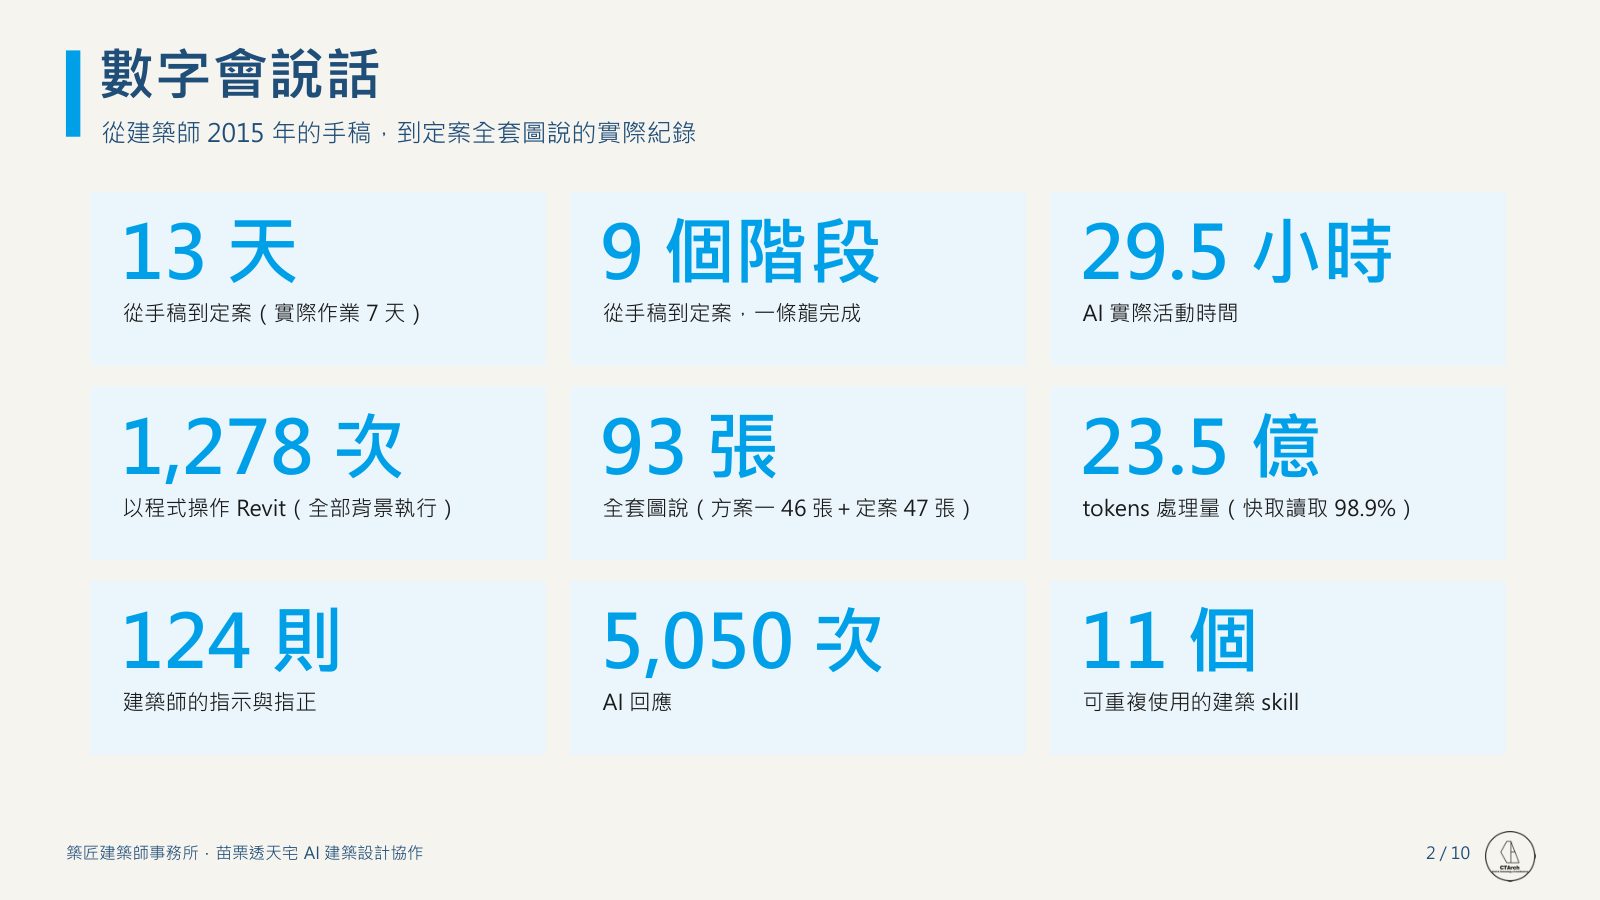 數字會說話
從建築師 2015 年的手稿，到定案全套圖說的實際紀錄
13 天
從手稿到定案（實際作業 7 天）
9 個階段
從手稿到定案，一條龍完成
29.5 小時
AI 實際活動時間
1,278 次
以程式操作 Revit（全部背景執行）
93 張
全套圖說（方案一 46 張 + 定案 47 張）
23.5 億
tokens 處理量（快取讀取 98.9%）
124 則
建築師的指示與指正
5,050 次
AI 回應
11 個
可重複使用的建築 skill
築匠建築師事務所．苗栗透天宅 AI 建築設計協作
2 / 10
CTArch